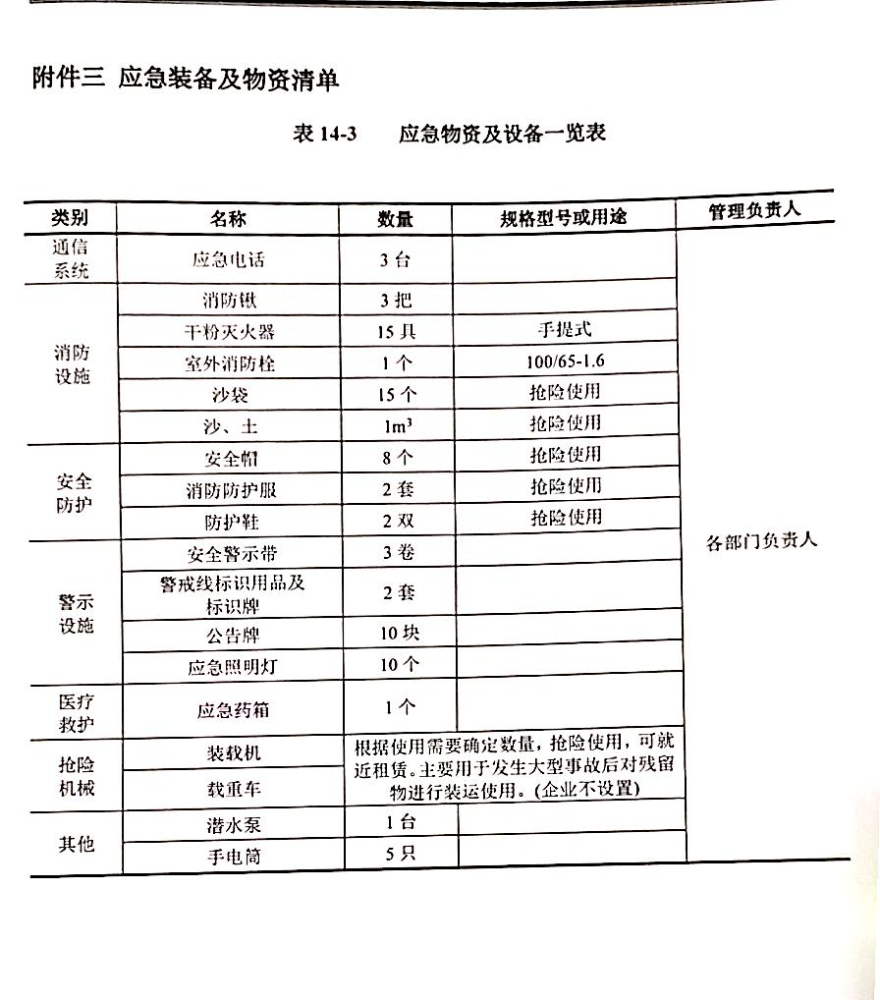 附件三 应急装备及物资清单
表 14-3 应急物资及设备一览表
类别 名称 数量 规格型号或用途 管理负责人
通信
系统
应急电话 3 台
消防
设施
消防锹 3 把
干粉灭火器 15 具 手提式
室外消防栓 1 个 100/65-1.6
沙袋 15 个 抢险使用
沙、土 1m³ 抢险使用
安全
防护
安全帽 8 个 抢险使用
消防防护服 2 套 抢险使用
防护鞋 2 双 抢险使用
警示
设施
安全警示带 3 卷
警戒线标识用品及
标识牌
2 套
公告牌 10 块
应急照明灯 10 个
医疗
救护
应急药箱 1 个
抢险
机械
装载机
载重车
根据使用需要确定数量，抢险使用，可就
近租赁。主要用于发生大型事故后对残留
物进行装运使用。(企业不设置)
其他
潜水泵 1 台
手电筒 5 只
各部门负责人